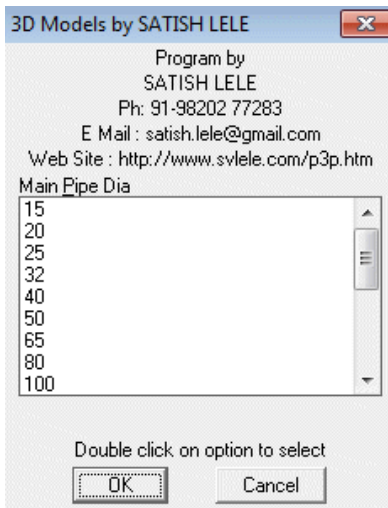 3D Models by SATISH LELE
Program by
SATISH LELE
Ph: 91-98202 77283
E Mail : satish.lele@gmail.com
Web Site : http://www.svlele.com/p3p.htm
Main Pipe Dia
15
20
25
32
40
50
65
80
100
Double click on option to select
OK
Cancel